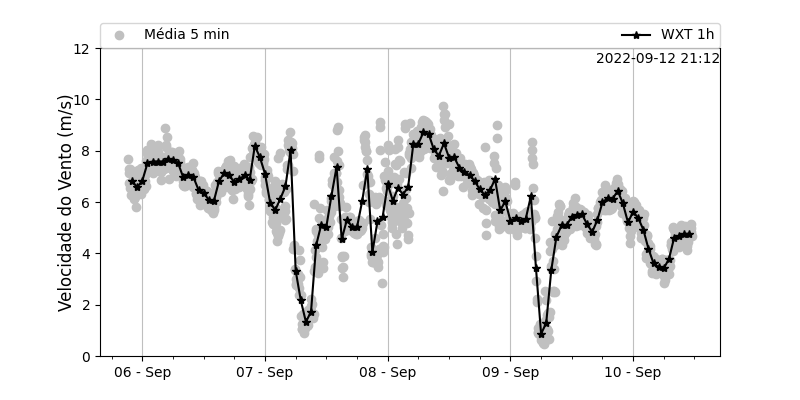 Média 5 min
WXT 1h
2022-09-12 21:12
Velocidade do Vento (m/s)
12
10
8
6
4
2
0
06 - Sep
07 - Sep
08 - Sep
09 - Sep
10 - Sep